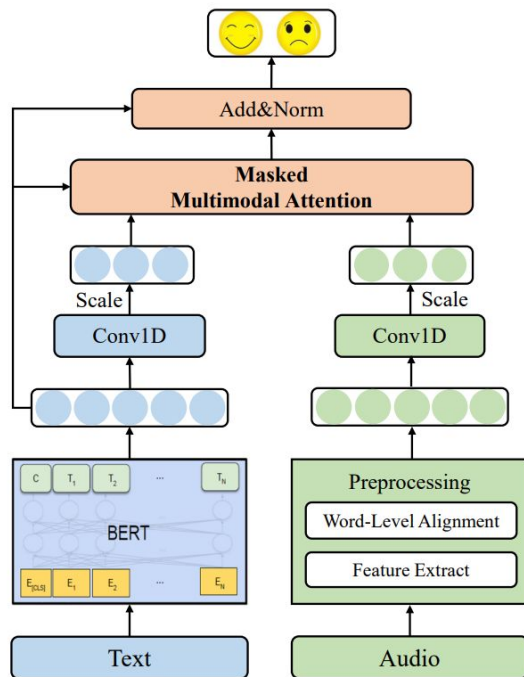 Add&Norm
Masked
Multimodal Attention
Scale
Scale
Conv1D
Conv1D
C T1 T2 ... TN
BERT
E[CLS] E1 E2 ... EN
Preprocessing
Word-Level Alignment
Feature Extract
Text
Audio